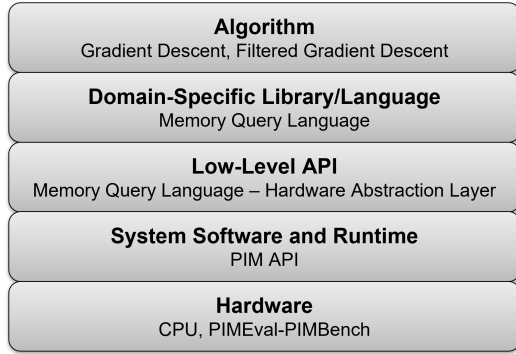 Algorithm
Gradient Descent, Filtered Gradient Descent
Domain-Specific Library/Language
Memory Query Language
Low-Level API
Memory Query Language – Hardware Abstraction Layer
System Software and Runtime
PIM API
Hardware
CPU, PIMEval-PIMBench